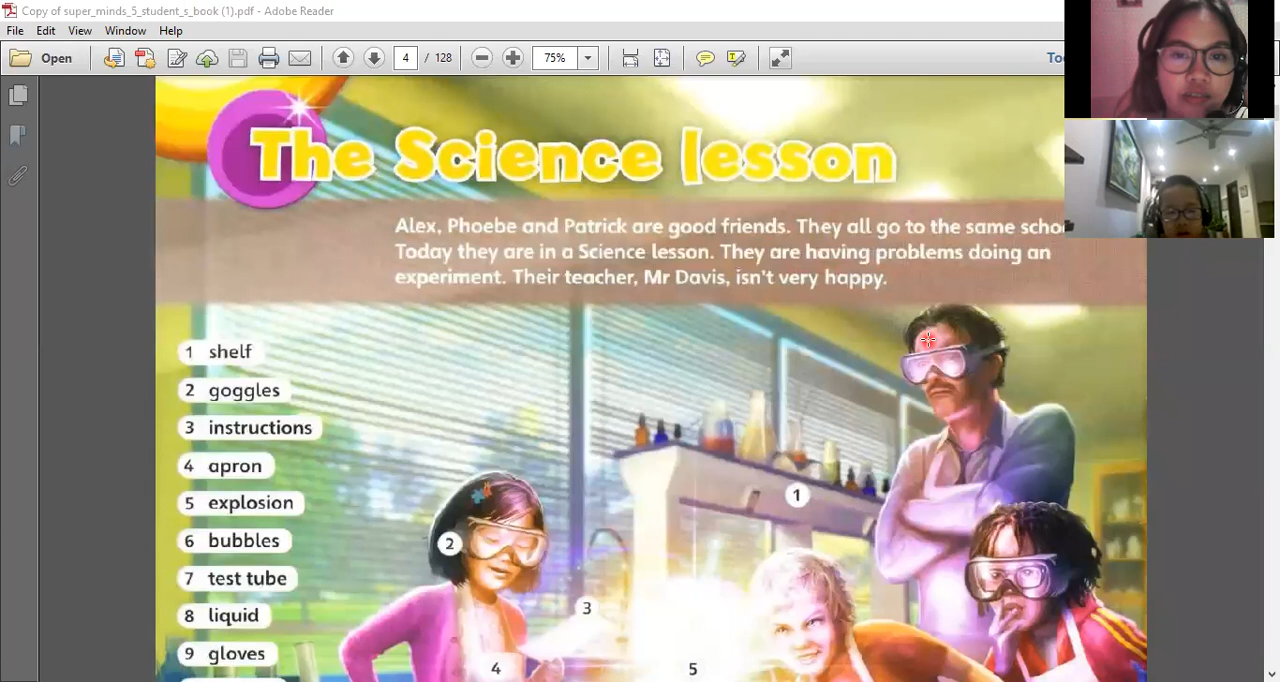 Copy of super_minds_5_student_s_book (1).pdf - Adobe Reader
File Edit View Window Help
Open 4 / 128 75%
The Science lesson
Alex, Phoebe and Patrick are good friends. They all go to the same
Today they are in a Science lesson. They are having problems doing an
experiment. Their teacher, Mr Davis, isn't very happy.
1 shelf
2 goggles
3 instructions
4 apron
5 explosion
6 bubbles
7 test tube
8 liquid
9 gloves
1
2
3
4
5